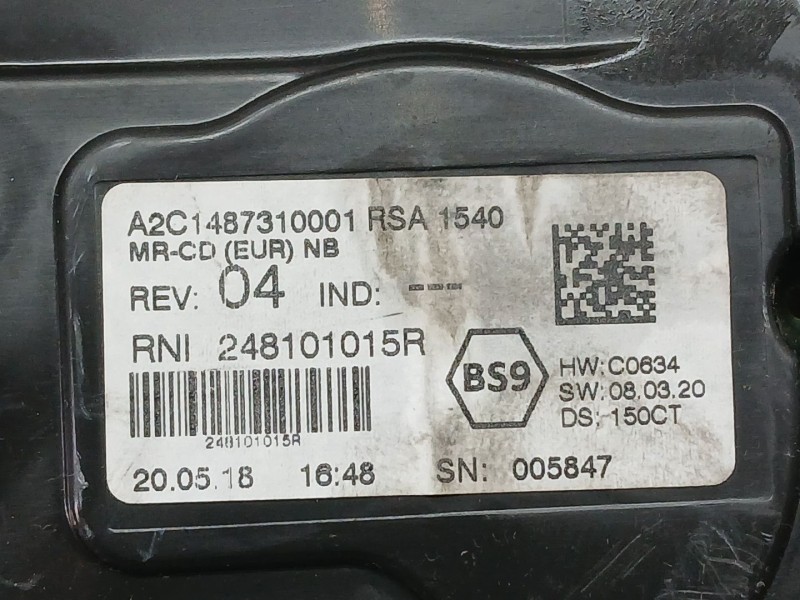 A2C1487310001 RSA 1540
MR-CD (EUR) NB
REV: 04 IND: ---
RNI 248101015R
BS9
HW:C0634
SW:08.03.20
DS:-150CT
248101015R
20.05.18 16:48 SN: 005847